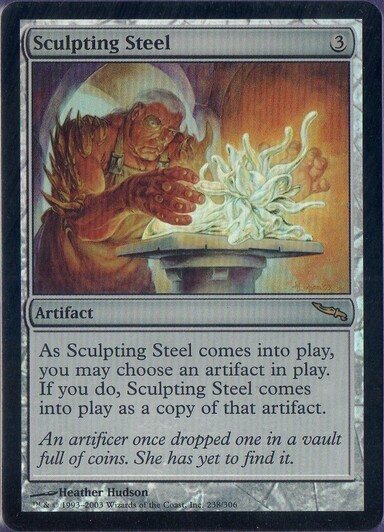 Sculpting Steel 3
Artifact
As Sculpting Steel comes into play,
you may choose an artifact in play.
If you do, Sculpting Steel comes
into play as a copy of that artifact.
An artificer once dropped one in a vault
full of coins. She has yet to find it.
Heather Hudson
™ & © 1993–2003 Wizards of the Coast, Inc. 238/306